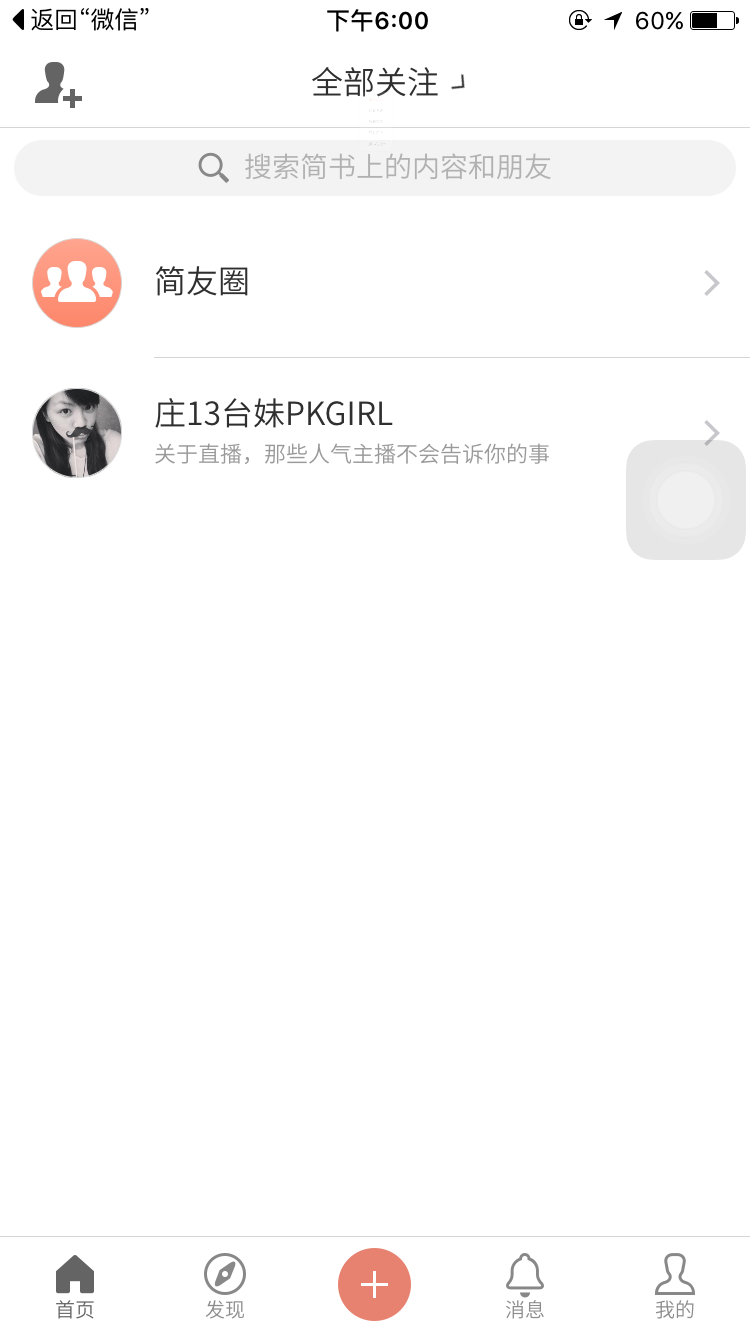 返回“微信”
下午6:00
60%
全部关注
搜索简书上的内容和朋友
简友圈
庄13台妹PKGIRL
关于直播，那些人气主播不会告诉你的事
首页
发现
消息
我的